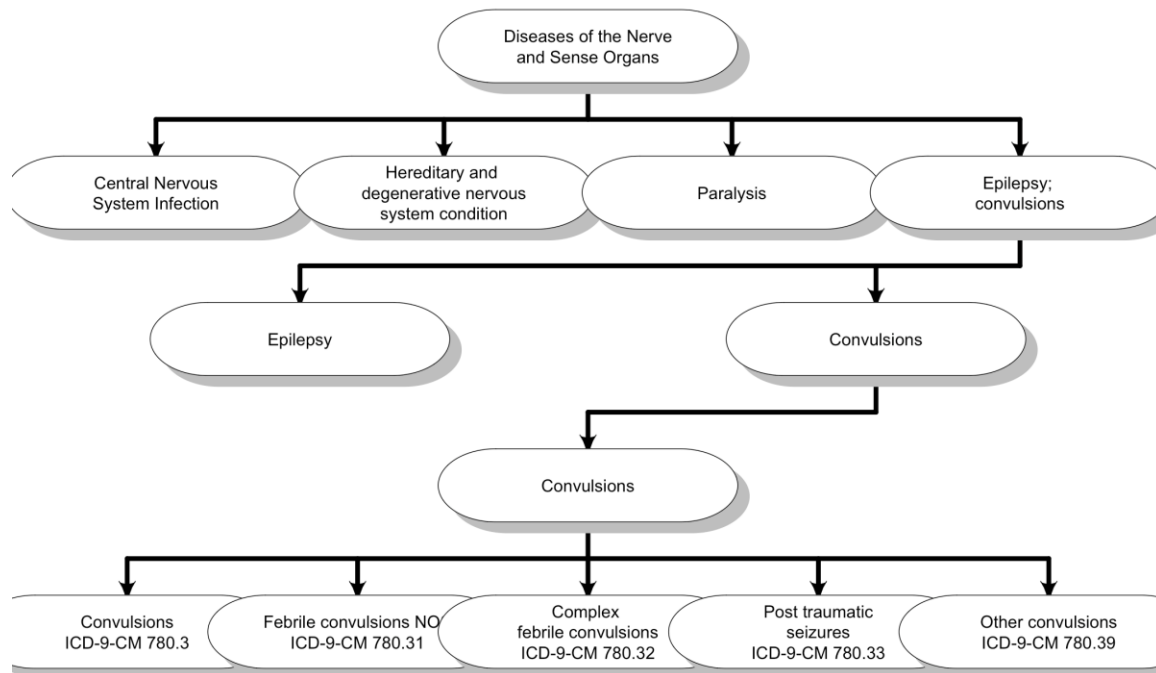 Diseases of the Nerve
and Sense Organs
Central Nervous
System Infection
Hereditary and
degenerative nervous
system condition
Paralysis
Epilepsy;
convulsions
Epilepsy
Convulsions
Convulsions
Convulsions
ICD-9-CM 780.3
Febrile convulsions NO
ICD-9-CM 780.31
Complex
febrile convulsions
ICD-9-CM 780.32
Post traumatic
seizures
ICD-9-CM 780.33
Other convulsions
ICD-9-CM 780.39